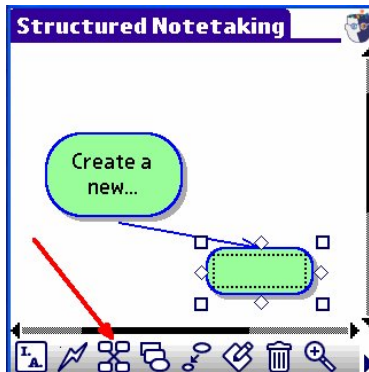 Structured Notetaking
Create a
new...
I.
A.